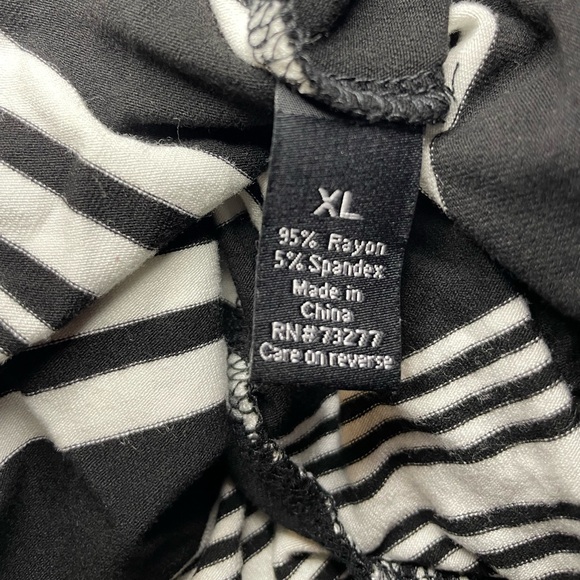 XL
95% Rayon
5% Spandex
Made in
China
RN# 73277
Care on reverse